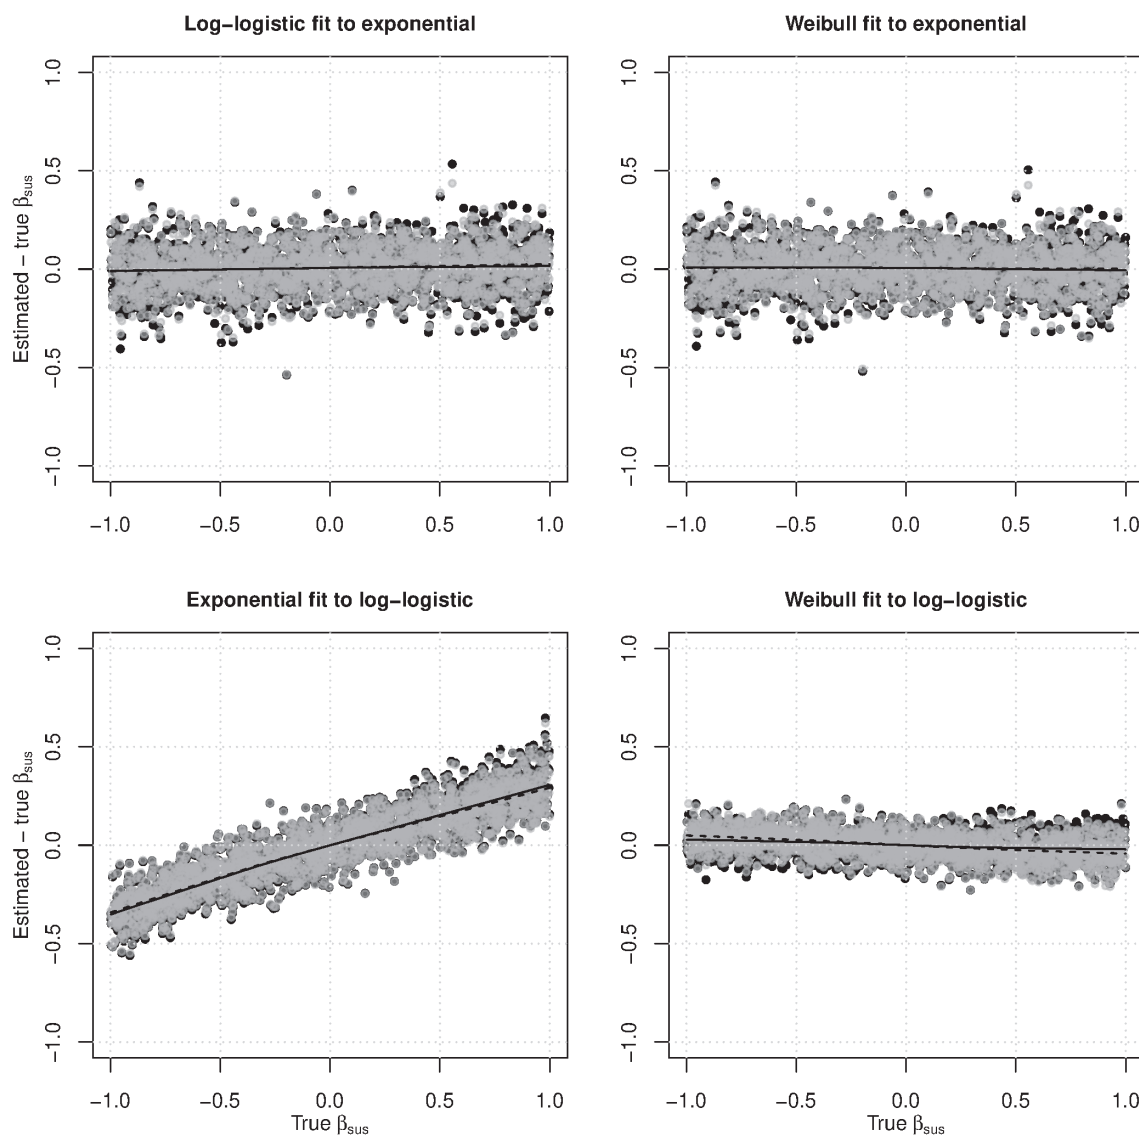 Log−logistic fit to exponential
1.0
0.5
0.0
−0.5
−1.0
Estimated − true βsus
−1.0 −0.5 0.0 0.5 1.0
Weibull fit to exponential
1.0
0.5
0.0
−0.5
−1.0
−1.0 −0.5 0.0 0.5 1.0
Exponential fit to log−logistic
1.0
0.5
0.0
−0.5
−1.0
Estimated − true βsus
−1.0 −0.5 0.0 0.5 1.0
True βsus
Weibull fit to log−logistic
1.0
0.5
0.0
−0.5
−1.0
−1.0 −0.5 0.0 0.5 1.0
True βsus